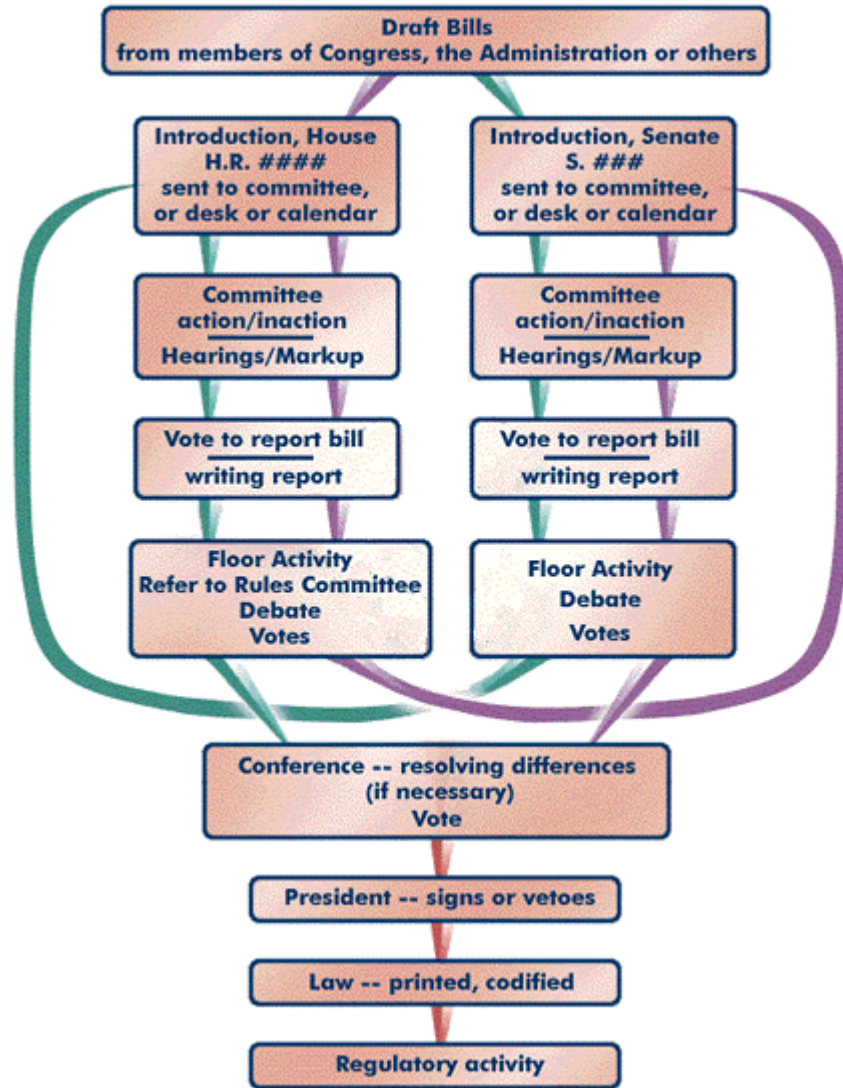 Draft Bills
from members of Congress, the Administration or others
Introduction, House
H.R. ####
sent to committee,
or desk or calendar
Introduction, Senate
S. ###
sent to committee,
or desk or calendar
Committee
action/inaction
Hearings/Markup
Committee
action/inaction
Hearings/Markup
Vote to report bill
writing report
Vote to report bill
writing report
Floor Activity
Refer to Rules Committee
Debate
Votes
Floor Activity
Debate
Votes
Conference -- resolving differences
(if necessary)
Vote
President -- signs or vetoes
Law -- printed, codified
Regulatory activity